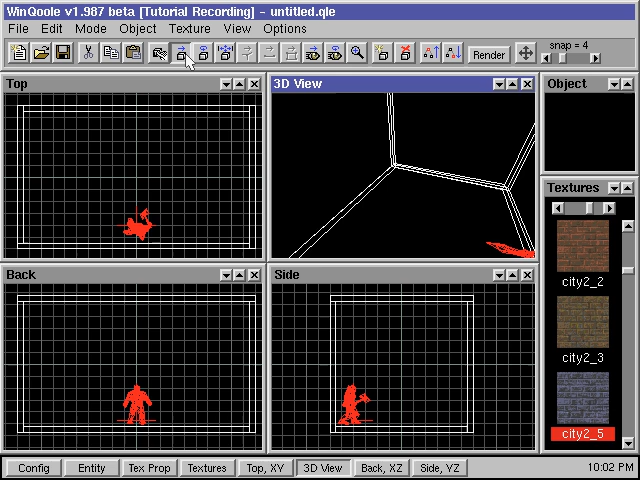 WinQoole v1.987 beta [Tutorial Recording] - untitled.qle
File Edit Mode Object Texture View Options
Render
snap = 4
Top
3D View
Object
Textures
city2_2
Back
Side
city2_3
city2_5
Config Entity Tex Prop Textures Top, XY 3D View Back, XZ Side, YZ 10:02 PM